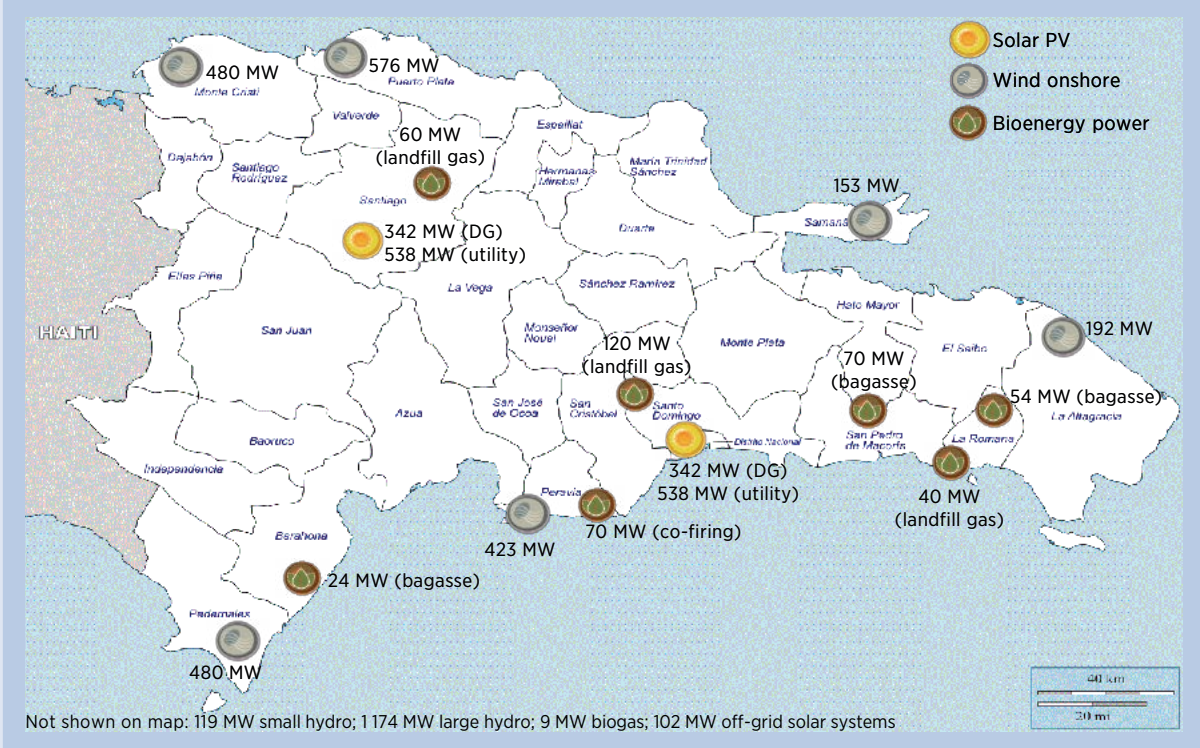 Solar PV
Wind onshore
Bioenergy power
480 MW
Monte Cristi
576 MW
Puerto Plata
Valverde
60 MW
(landfill gas)
Espaillat
Dajabón
Santiago
Rodríguez
Hermanas
Mirabal
María Trinidad
Sánchez
Santiago
153 MW
Samaná
342 MW (DG)
538 MW (utility)
Duarte
Elías Piña
La Vega
Sánchez Ramírez
Hato Mayor
HAITI
San Juan
Monseñor
Nouel
120 MW
(landfill gas)
Monte Plata
70 MW
(bagasse)
El Seibo
192 MW
54 MW (bagasse)
La Altagracia
Azua
San José
de Ocoa
San
Cristóbal
Santo
Domingo
Distrito Nacional
San Pedro
de Macorís
La Romana
Baoruco
Independencia
342 MW (DG)
538 MW (utility)
40 MW
(landfill gas)
Peravia
70 MW (co-firing)
423 MW
Barahona
24 MW (bagasse)
Pedernales
480 MW
40 km
20 mi
Not shown on map: 119 MW small hydro; 1 174 MW large hydro; 9 MW biogas; 102 MW off-grid solar systems